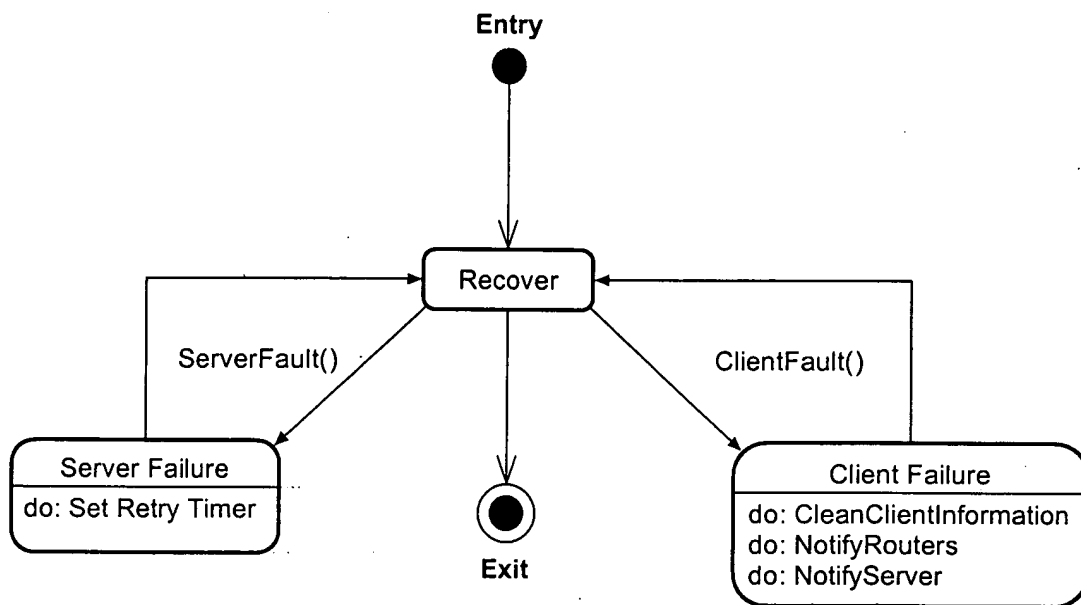 Entry
Recover
ServerFault()
ClientFault()
Server Failure
do: Set Retry Timer
Client Failure
do: CleanClientInformation
do: NotifyRouters
do: NotifyServer
Exit